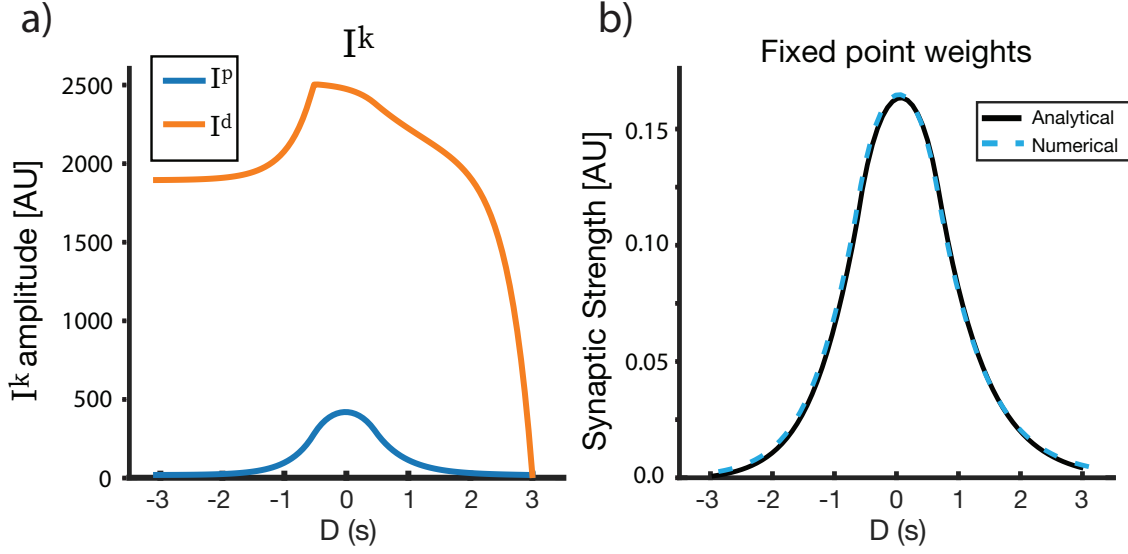 a)
I^k
I^p
I^d
2500
2000
1500
1000
500
0
I^k amplitude [AU]
-3 -2 -1 0 1 2 3
D (s)
b)
Fixed point weights
Analytical
Numerical
0.15
0.10
0.05
0.0
Synaptic Strength [AU]
-3 -2 -1 0 1 2 3
D (s)